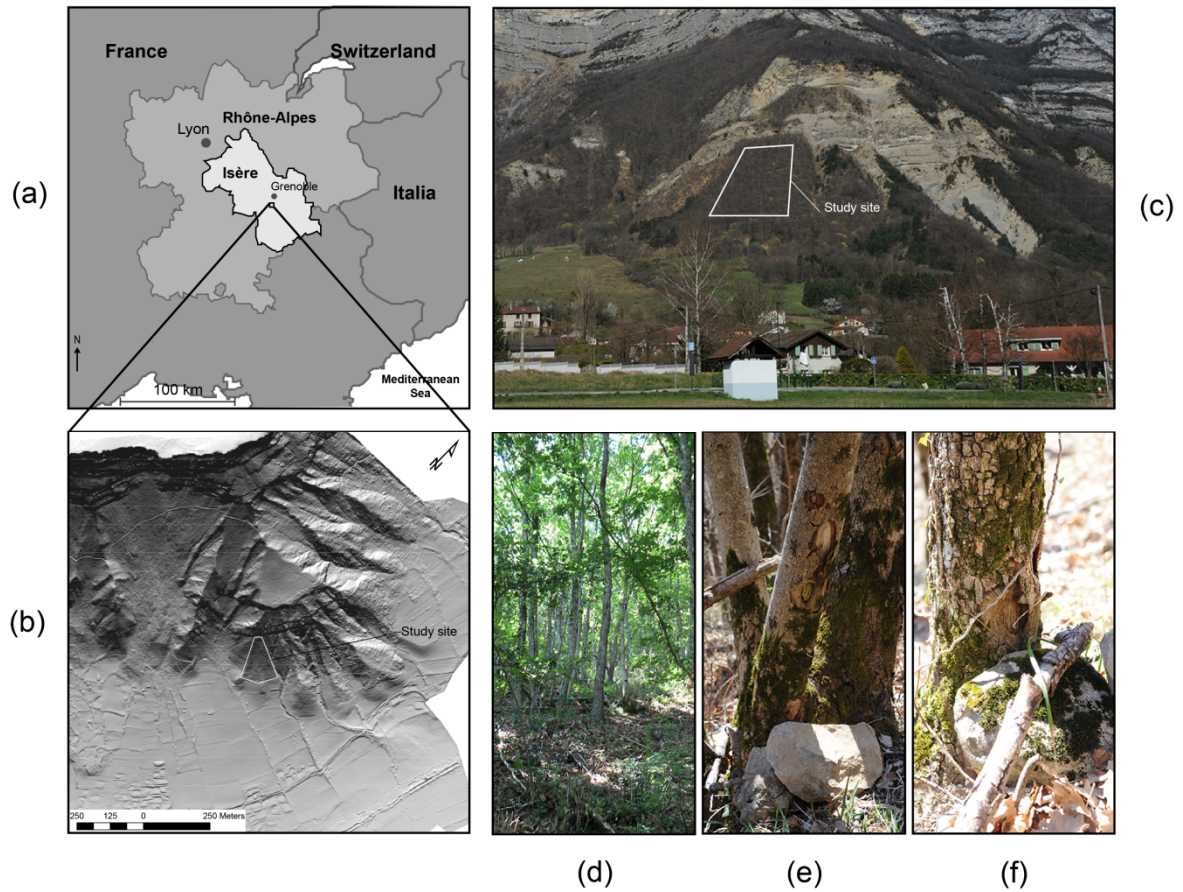 (a)
France
Switzerland
Rhône-Alpes
Lyon
Isère
Grenoble
Italia
N
100 km
Mediterranean
Sea
(b)
N
Study site
250 125 0 250 Meters
Study site
(c)
(d)
(e)
(f)